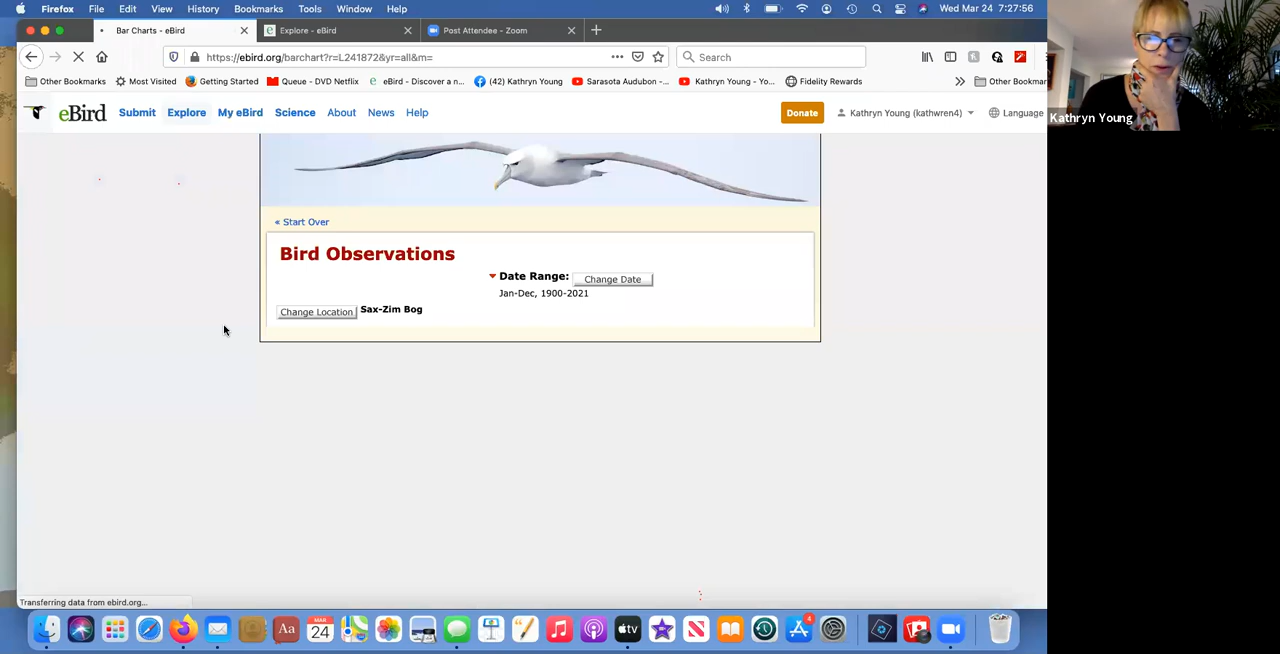 Firefox File Edit View History Bookmarks Tools Window Help Wed Mar 24 7:27:56
Bar Charts - eBird Explore - eBird Post Attendee - Zoom
https://ebird.org/barchart?r=L241872&yr=all&m= Search
Other Bookmarks Most Visited Getting Started Queue - DVD Netflix eBird - Discover a n... (42) Kathryn Young Sarasota Audubon -... Kathryn Young - Yo... Fidelity Rewards Other Bookmar
eBird Submit Explore My eBird Science About News Help Donate Kathryn Young (kathwren4) Language
Kathryn Young
« Start Over
Bird Observations
Date Range: Change Date
Jan-Dec, 1900-2021
Change Location Sax-Zim Bog
Transferring data from ebird.org...
Aa MAR 24 tv 4